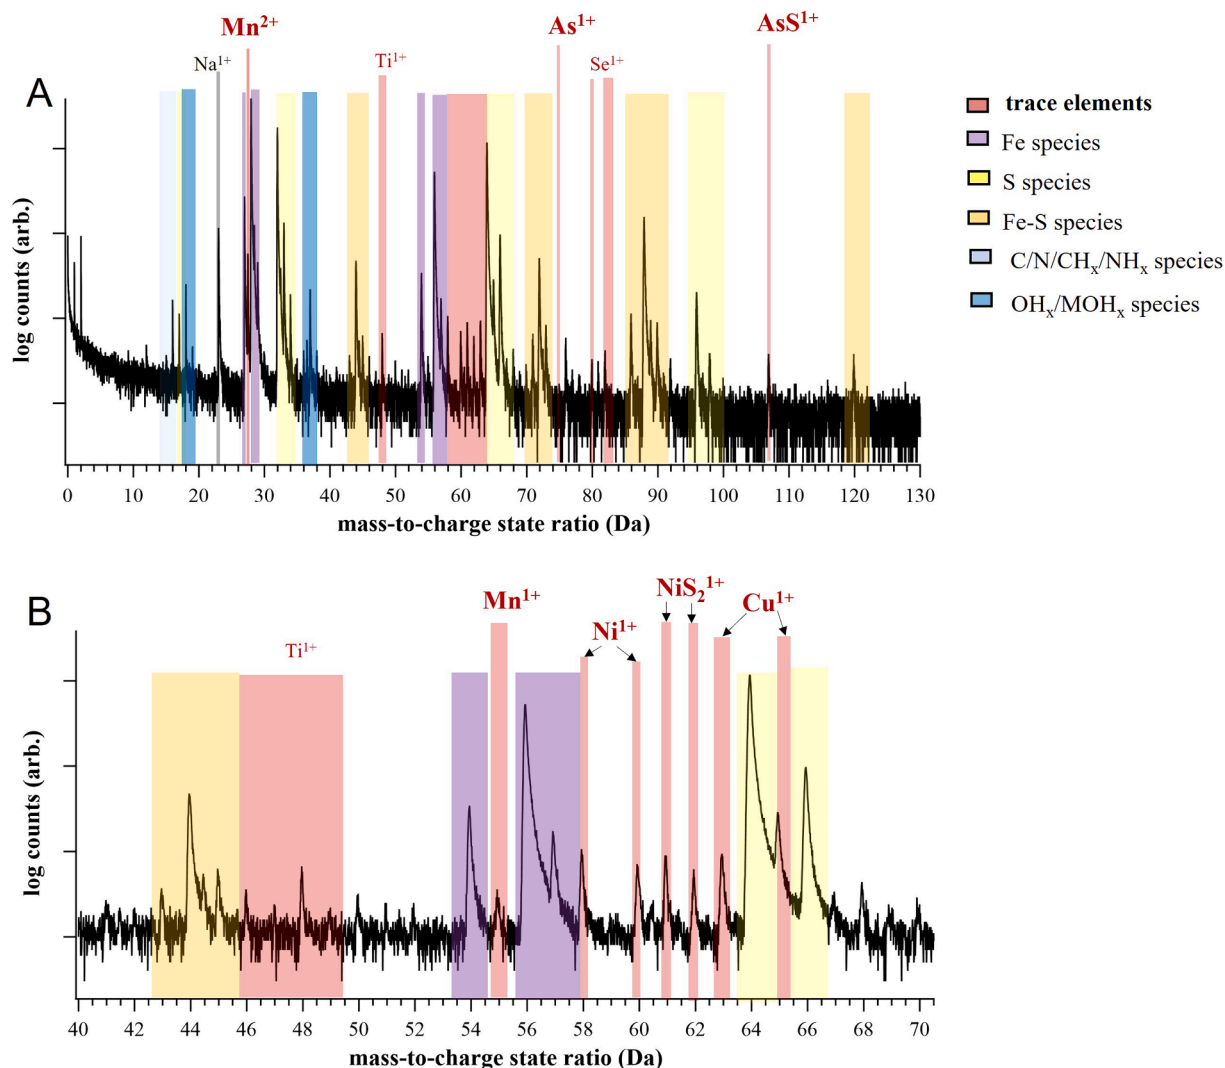 Mn2+
As1+
AsS1+
Na1+
Ti1+
Se1+
A
log counts (arb.)
0 10 20 30 40 50 60 70 80 90 100 110 120 130
mass-to-charge state ratio (Da)
trace elements
Fe species
S species
Fe-S species
C/N/CHx/NHx species
OHx/MOHx species
B
Mn1+
NiS21+
Cu1+
Ni1+
Ti1+
log counts (arb.)
40 42 44 46 48 50 52 54 56 58 60 62 64 66 68 70
mass-to-charge state ratio (Da)